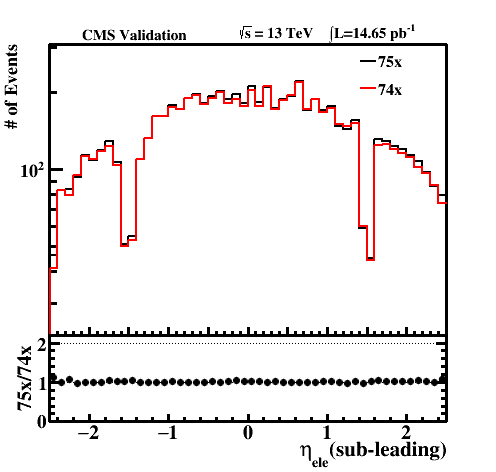 CMS Validation √s = 13 TeV ∫L=14.65 pb⁻¹
75x
74x
# of Events
10²
75x/74x
2
1
0
−2 −1 0 1 2
η_ele(sub-leading)